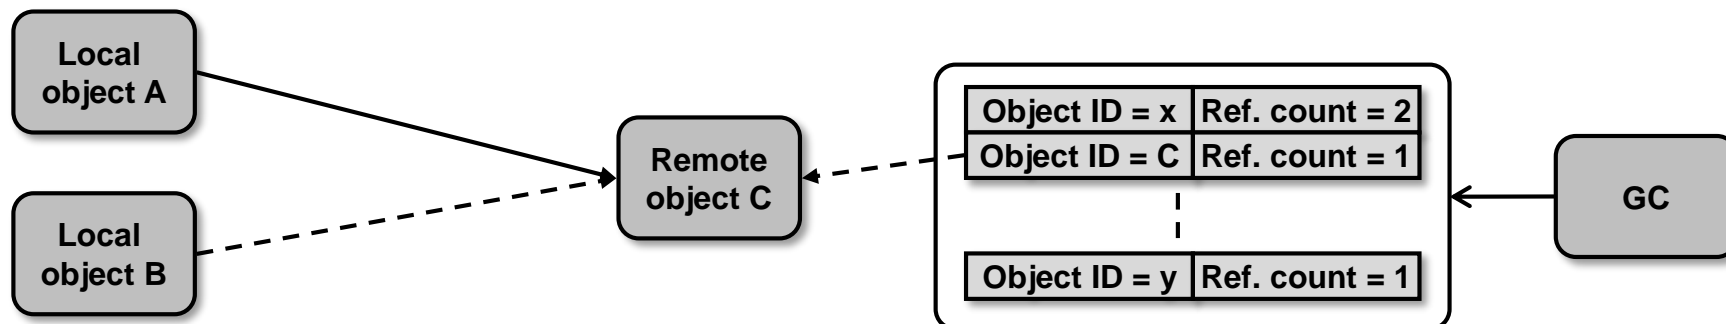 Local
object A
Local
object B
Remote
object C
Object ID = x Ref. count = 2
Object ID = C Ref. count = 1
Object ID = y Ref. count = 1
GC